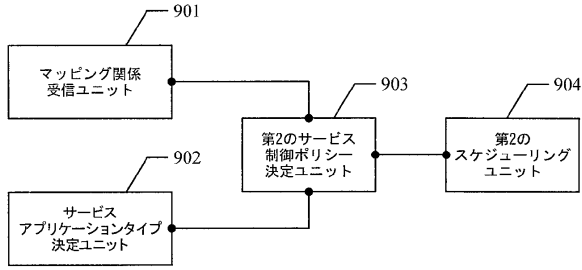 901
マッピング関係
受信ユニット
903
904
第2のサービス
制御ポリシー
決定ユニット
第2の
スケジューリング
ユニット
902
サービス
アプリケーションタイプ
決定ユニット